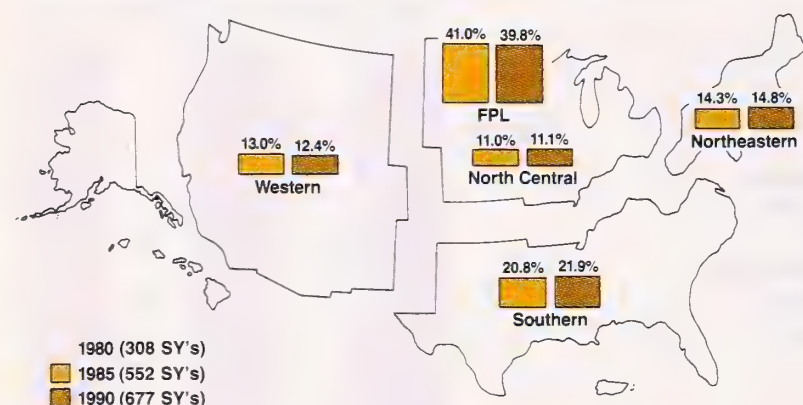 41.0% 39.8%
FPL
14.3% 14.8%
Northeastern
13.0% 12.4%
Western
11.0% 11.1%
North Central
20.8% 21.9%
Southern
1980 (308 SY's)
1985 (552 SY's)
1990 (677 SY's)